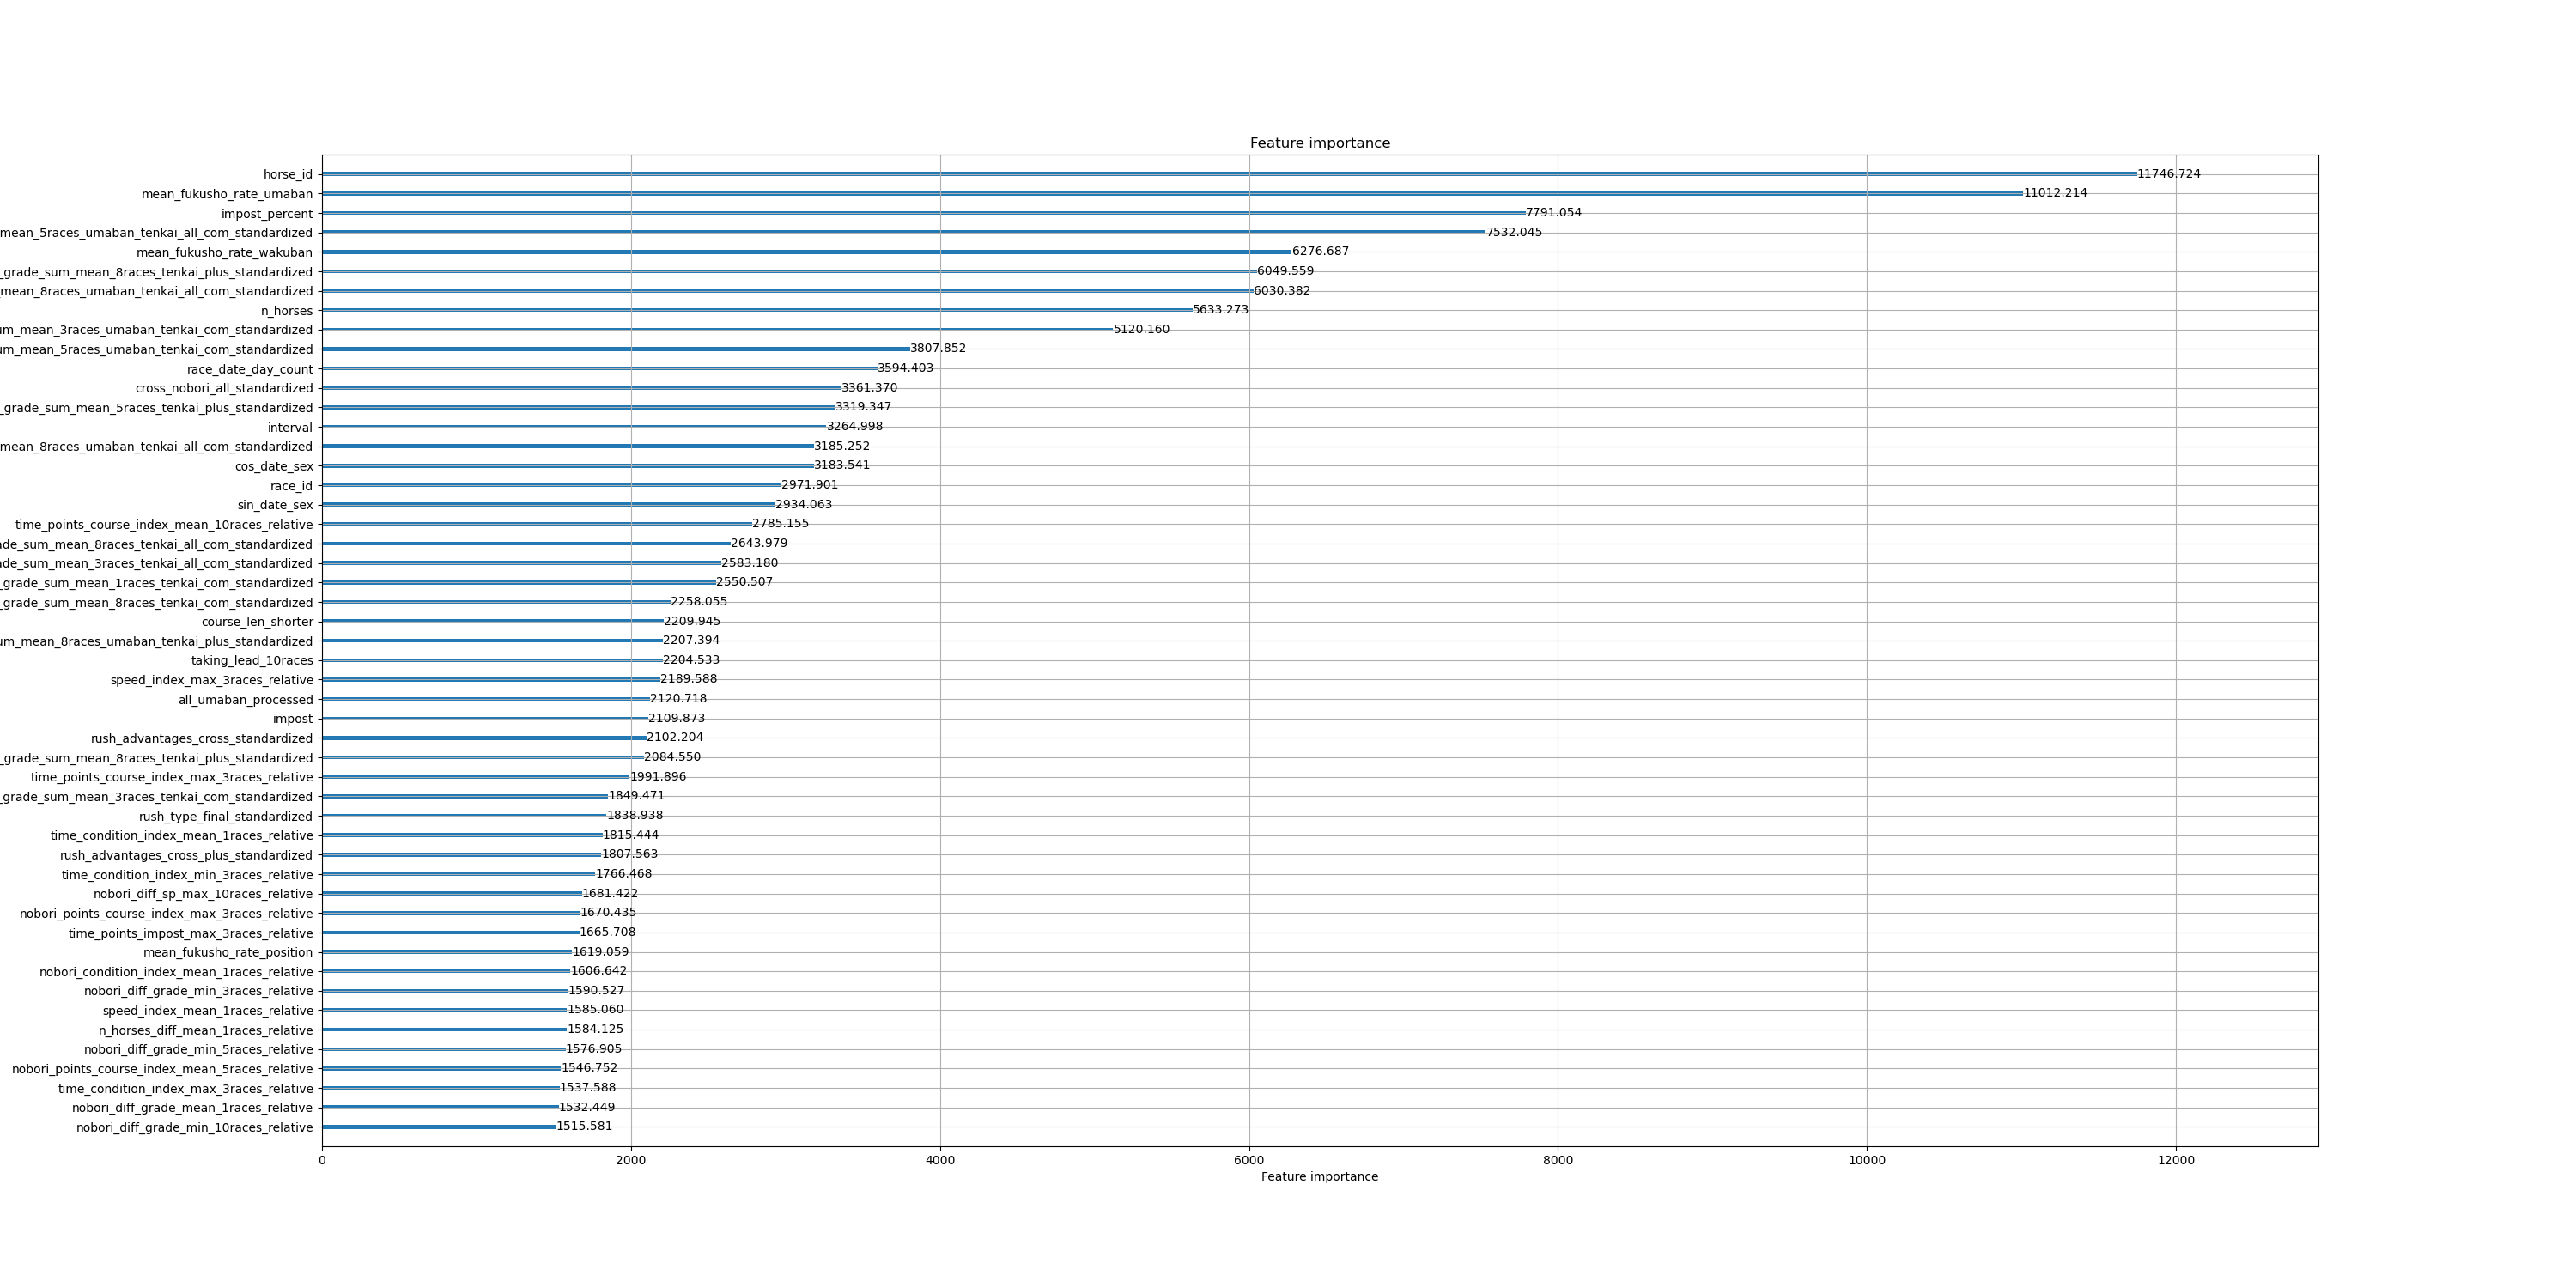 Feature importance
horse_id 11746.724
mean_fukusho_rate_umaban 11012.214
impost_percent 7791.054
mean_5races_umaban_tenkai_all_com_standardized 7532.045
mean_fukusho_rate_wakuban 6276.687
_grade_sum_mean_8races_tenkai_plus_standardized 6049.559
mean_8races_umaban_tenkai_all_com_standardized 6030.382
n_horses 5633.273
um_mean_3races_umaban_tenkai_com_standardized 5120.160
um_mean_5races_umaban_tenkai_com_standardized 3807.852
race_date_day_count 3594.403
cross_nobori_all_standardized 3361.370
_grade_sum_mean_5races_tenkai_plus_standardized 3319.347
interval 3264.998
mean_8races_umaban_tenkai_all_com_standardized 3185.252
cos_date_sex 3183.541
race_id 2971.901
sin_date_sex 2934.063
time_points_course_index_mean_10races_relative 2785.155
ade_sum_mean_8races_tenkai_all_com_standardized 2643.979
ade_sum_mean_3races_tenkai_all_com_standardized 2583.180
_grade_sum_mean_1races_tenkai_com_standardized 2550.507
_grade_sum_mean_8races_tenkai_com_standardized 2258.055
course_len_shorter 2209.945
um_mean_8races_umaban_tenkai_plus_standardized 2207.394
taking_lead_10races 2204.533
speed_index_max_3races_relative 2189.588
all_umaban_processed 2120.718
impost 2109.873
rush_advantages_cross_standardized 2102.204
_grade_sum_mean_8races_tenkai_plus_standardized 2084.550
time_points_course_index_max_3races_relative 1991.896
_grade_sum_mean_3races_tenkai_com_standardized 1849.471
rush_type_final_standardized 1838.938
time_condition_index_mean_1races_relative 1815.444
rush_advantages_cross_plus_standardized 1807.563
time_condition_index_min_3races_relative 1766.468
nobori_diff_sp_max_10races_relative 1681.422
nobori_points_course_index_max_3races_relative 1670.435
time_points_impost_max_3races_relative 1665.708
mean_fukusho_rate_position 1619.059
nobori_condition_index_mean_1races_relative 1606.642
nobori_diff_grade_min_3races_relative 1590.527
speed_index_mean_1races_relative 1585.060
n_horses_diff_mean_1races_relative 1584.125
nobori_diff_grade_min_5races_relative 1576.905
nobori_points_course_index_mean_5races_relative 1546.752
time_condition_index_max_3races_relative 1537.588
nobori_diff_grade_mean_1races_relative 1532.449
nobori_diff_grade_min_10races_relative 1515.581
0 2000 4000 6000 8000 10000 12000
Feature importance